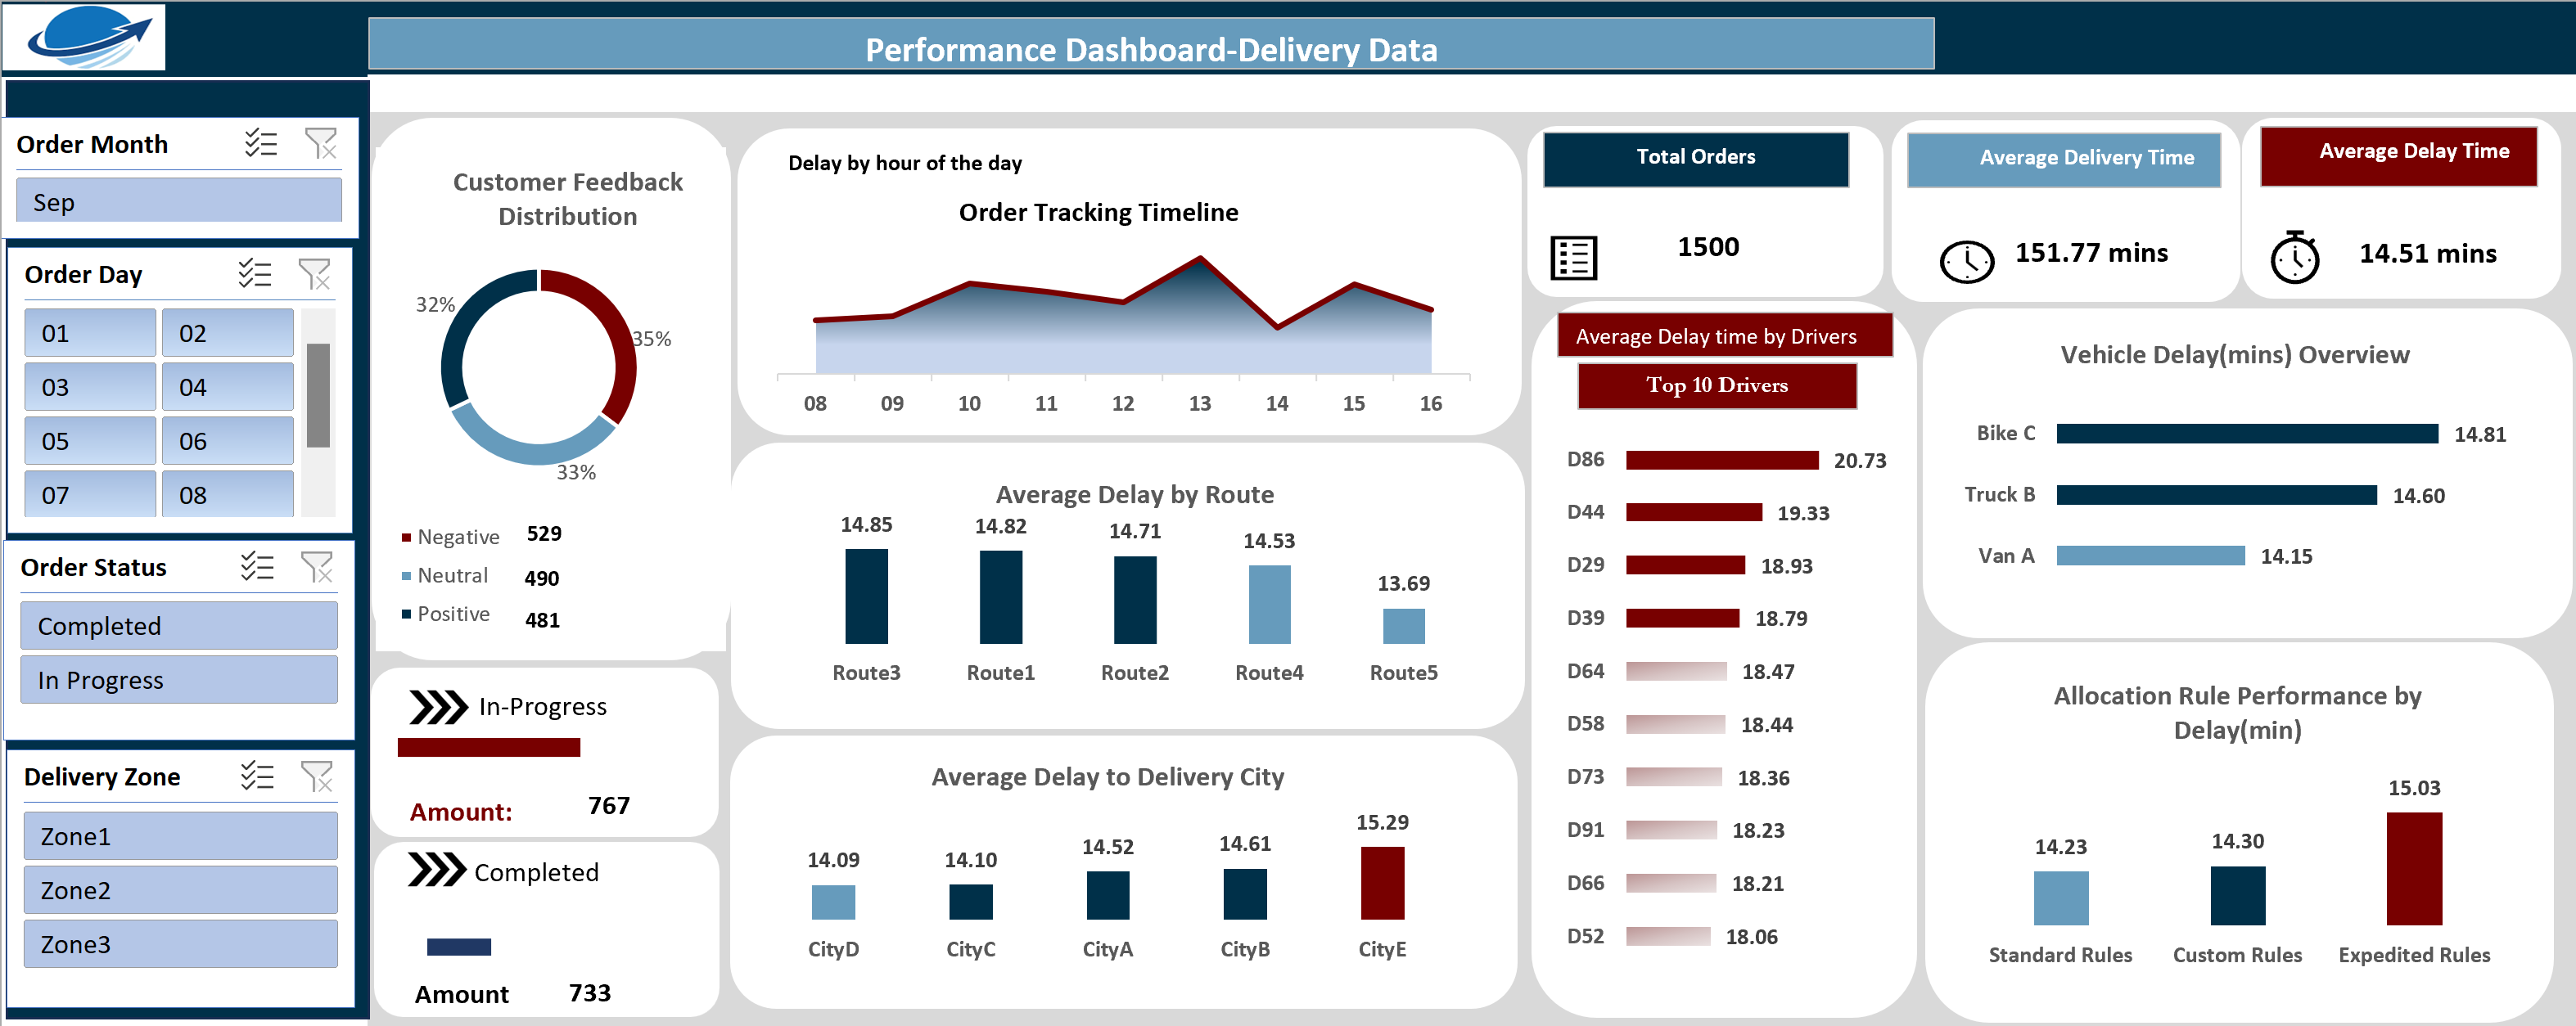 Performance Dashboard-Delivery Data
Order Month
Sep
Order Day
01 02
03 04
05 06
07 08
Order Status
Completed
In Progress
Delivery Zone
Zone1
Zone2
Zone3
Customer Feedback
Distribution
32%
35%
33%
Negative 529
Neutral 490
Positive 481
In-Progress
Amount: 767
Completed
Amount 733
Delay by hour of the day
Order Tracking Timeline
08 09 10 11 12 13 14 15 16
Average Delay by Route
14.85 14.82 14.71 14.53 13.69
Route3 Route1 Route2 Route4 Route5
Average Delay to Delivery City
14.09 14.10 14.52 14.61 15.29
CityD CityC CityA CityB CityE
Total Orders
1500
Average Delivery Time
151.77 mins
Average Delay Time
14.51 mins
Average Delay time by Drivers
Top 10 Drivers
D86 20.73
D44 19.33
D29 18.93
D39 18.79
D64 18.47
D58 18.44
D73 18.36
D91 18.23
D66 18.21
D52 18.06
Vehicle Delay(mins) Overview
Bike C 14.81
Truck B 14.60
Van A 14.15
Allocation Rule Performance by
Delay(min)
14.23 14.30 15.03
Standard Rules Custom Rules Expedited Rules